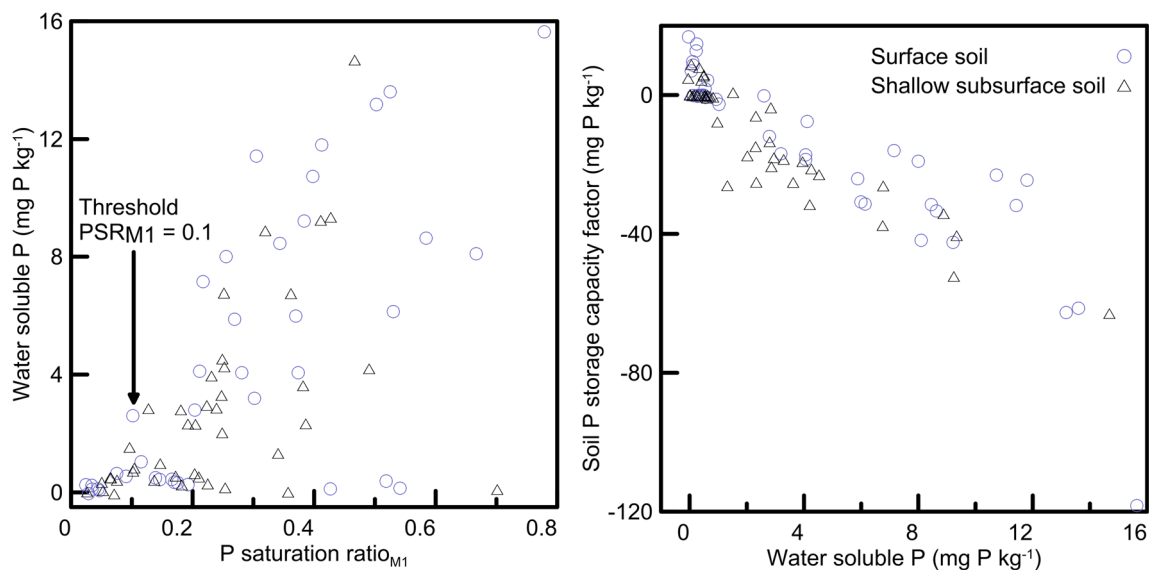 16
12
8
4
0
Water soluble P (mg P kg-1)
Threshold
PSRM1 = 0.1
0 0.2 0.4 0.6 0.8
P saturation ratioM1
Surface soil
Shallow subsurface soil
0
-40
-80
-120
Soil P storage capacity factor (mg P kg-1)
0 4 8 12 16
Water soluble P (mg P kg-1)